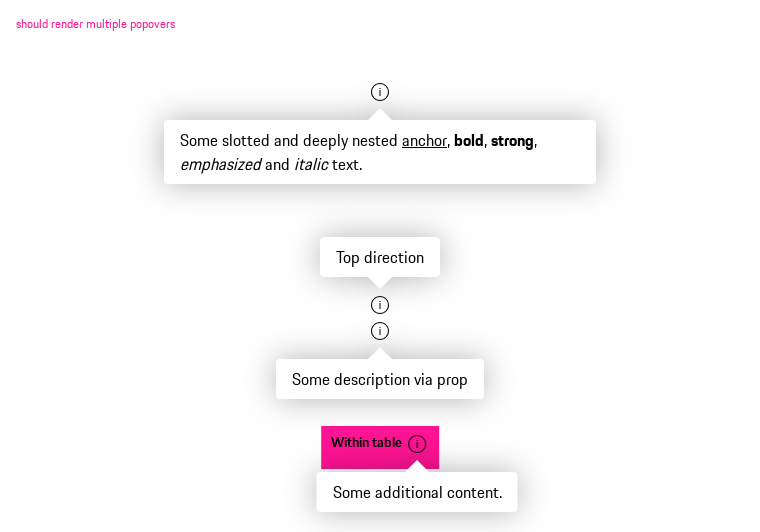 should render multiple popovers
Some slotted and deeply nested anchor, bold, strong,
emphasized and italic text.
Top direction
Some description via prop
Within table
Some additional content.